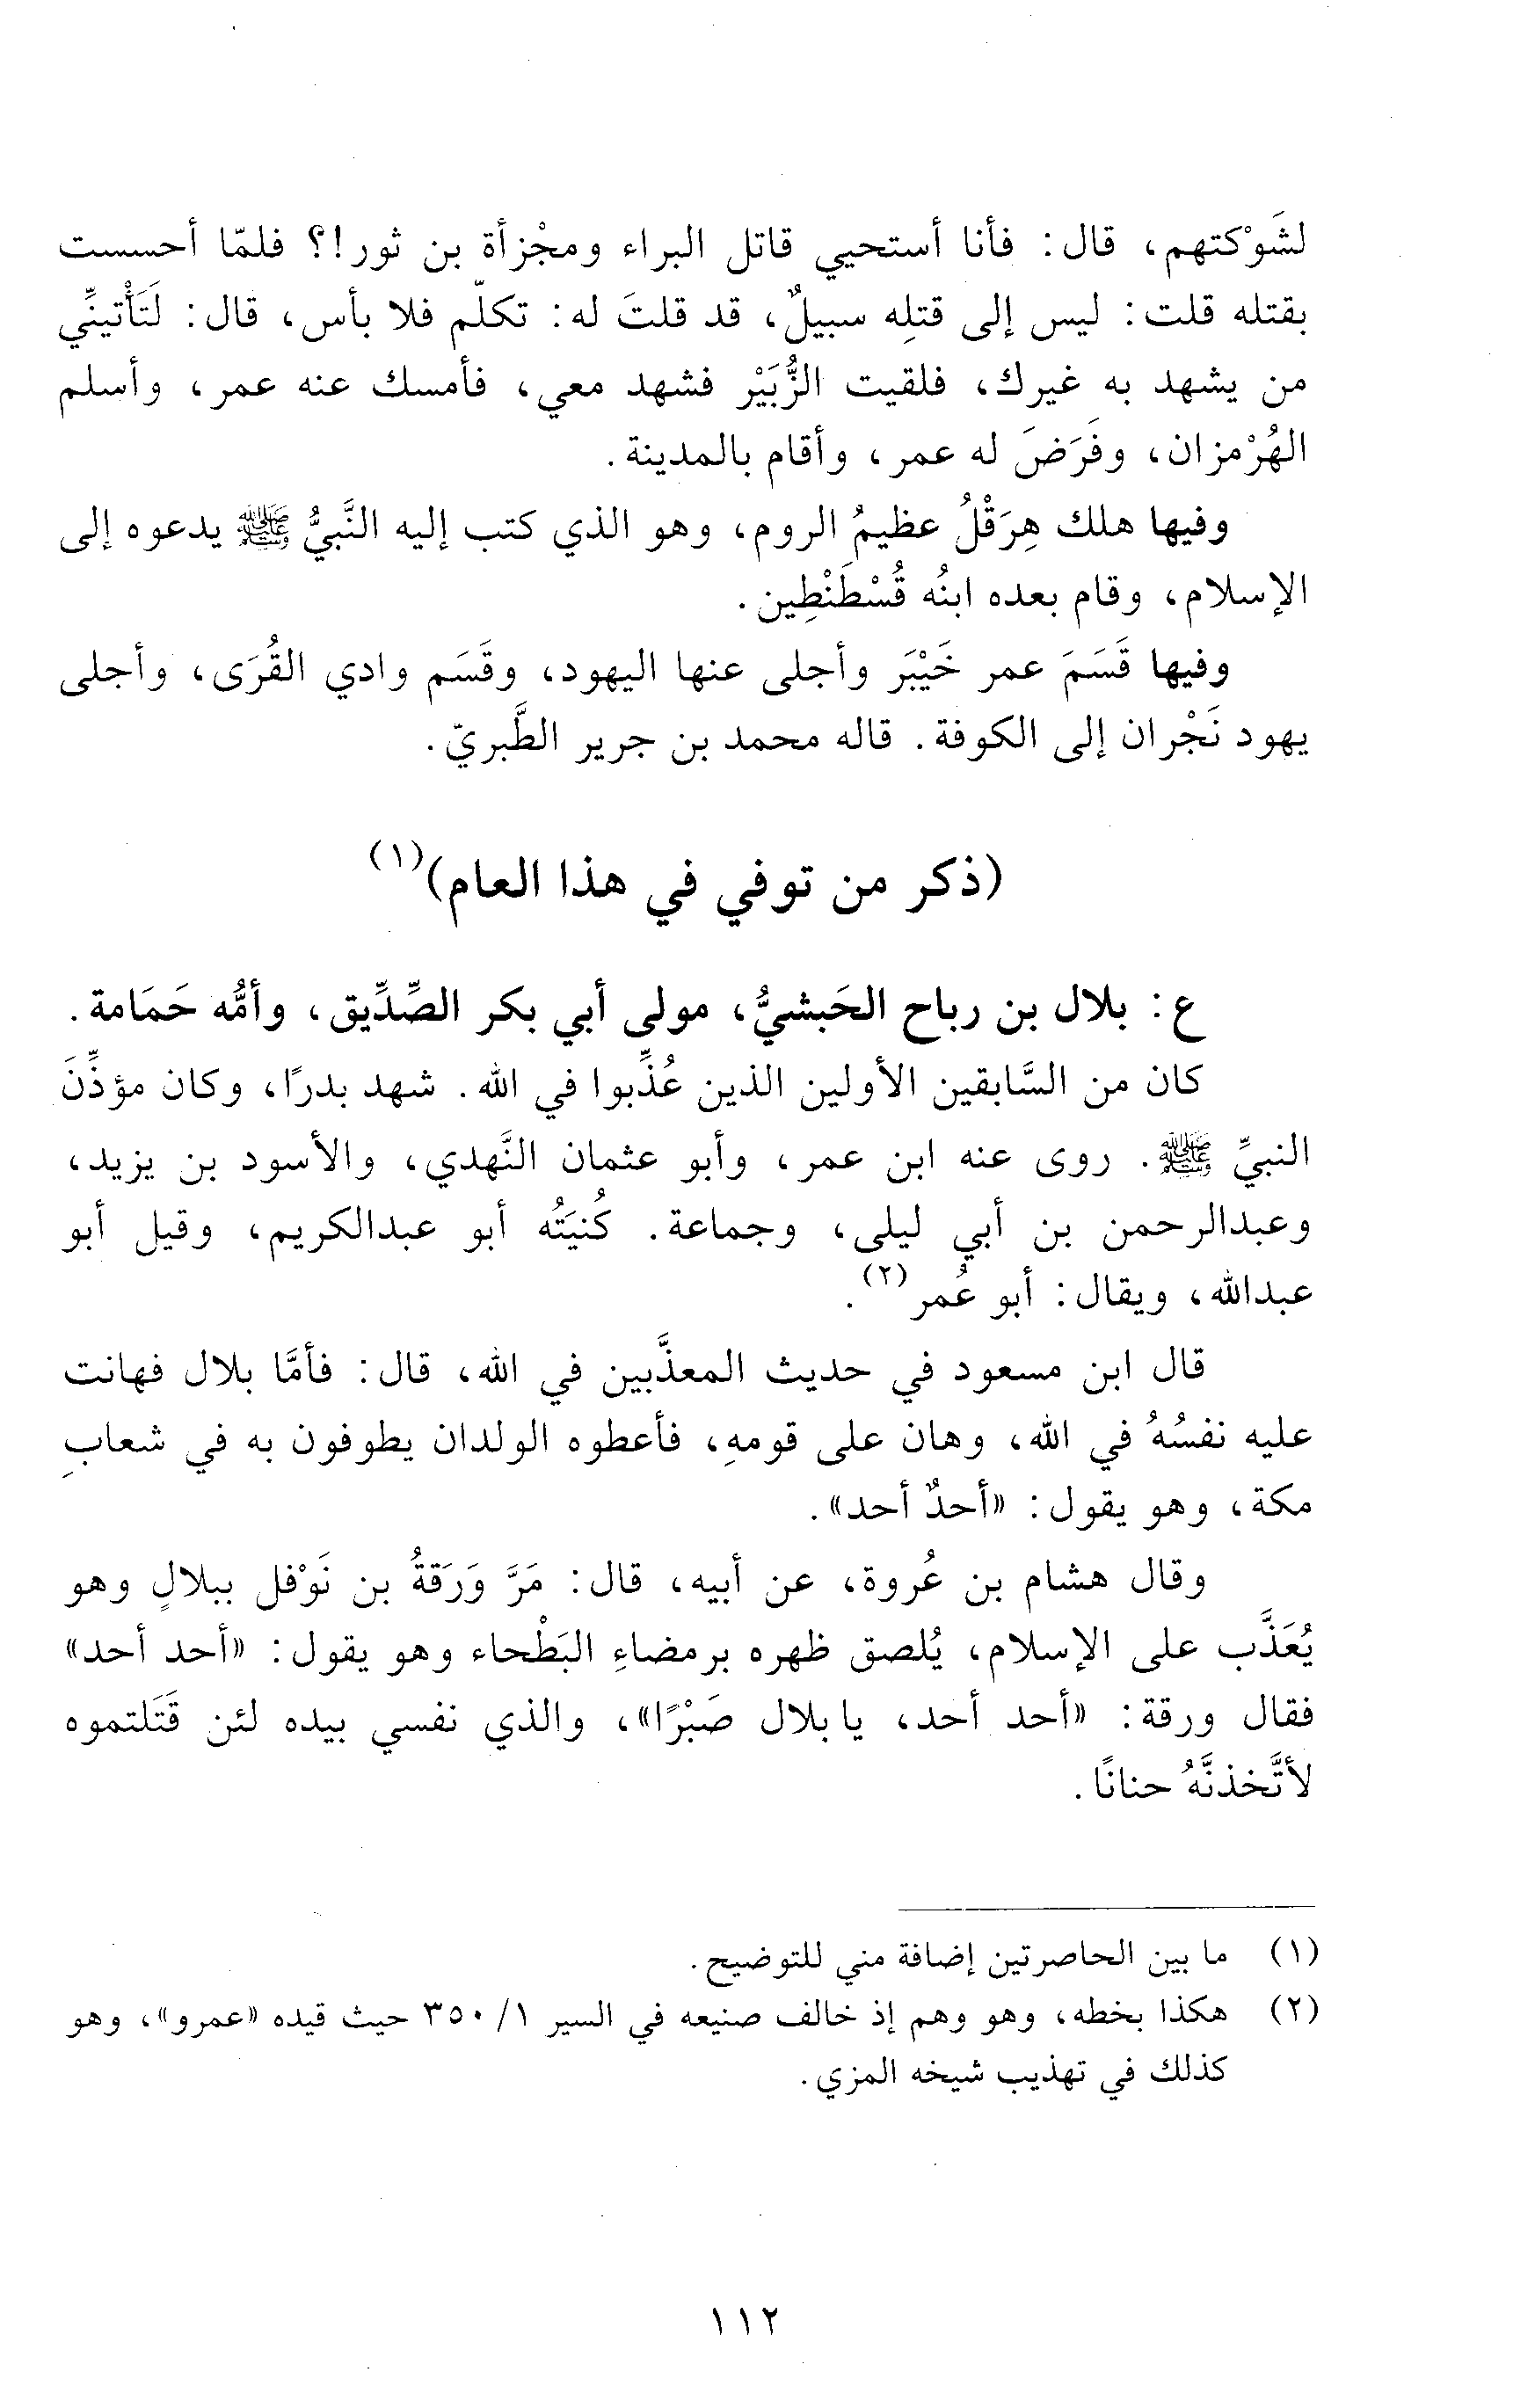 لشَوْكتهم، قال: فأنا أستحيي قاتل البراء ومجْزأة بن ثور!؟ فلمّا أحسست
بقتله قلت: ليس إلى قتلِه سبيلٌ، قد قلتَ له: تكلّم فلا بأس، قال: لَتَأْتينِّي
من يشهد به غيرك، فلقيت الزُّبَيْر فشهد معي، فأمسك عنه عمر، وأسلم
الهُرْمزان، وفَرَضَ له عمر، وأقام بالمدينة.
وفيها هلك هِرَقْلُ عظيمُ الروم، وهو الذي كتب إليه النَّبيُّ ﷺ يدعوه إلى
الإسلام، وقام بعده ابنُه قُسْطَنْطِين.
وفيها قَسَمَ عمر خَيْبَر وأجلى عنها اليهود، وقَسَم وادي القُرَى، وأجلى
يهود نَجْران إلى الكوفة. قاله محمد بن جرير الطَّبريّ.
(ذكر من توفي في هذا العام)(١)
ع: بلال بن رباح الحَبشيُّ، مولى أبي بكر الصِّدِّيق، وأمُّه حَمَامة.
كان من السَّابقين الأولين الذين عُذِّبوا في الله. شهد بدرًا، وكان مؤذِّنَ
النبيِّ ﷺ. روى عنه ابن عمر، وأبو عثمان النَّهدي، والأسود بن يزيد،
وعبدالرحمن بن أبي ليلى، وجماعة. كُنيَتُه أبو عبدالكريم، وقيل أبو
عبدالله، ويقال: أبو عُمر(٢).
قال ابن مسعود في حديث المعذَّبين في الله، قال: فأمَّا بلال فهانت
عليه نفسُهُ في الله، وهان على قومهِ، فأعطوه الولدان يطوفون به في شعابِ
مكة، وهو يقول: «أحدٌ أحد».
وقال هشام بن عُروة، عن أبيه، قال: مَرَّ وَرَقةُ بن نَوْفل ببلالٍ وهو
يُعَذَّب على الإسلام، يُلصق ظهره برمضاءِ البَطْحاء وهو يقول: «أحد أحد»
فقال ورقة: «أحد أحد، يا بلال صَبْرًا»، والذي نفسي بيده لئن قَتَلتموه
لأتَّخذنَّهُ حنانًا.
(١) ما بين الحاصرتين إضافة مني للتوضيح.
(٢) هكذا بخطه، وهو وهم إذ خالف صنيعه في السير ١/ ٣٥٠ حيث قيده «عمرو»، وهو
كذلك في تهذيب شيخه المزي.
١١٢